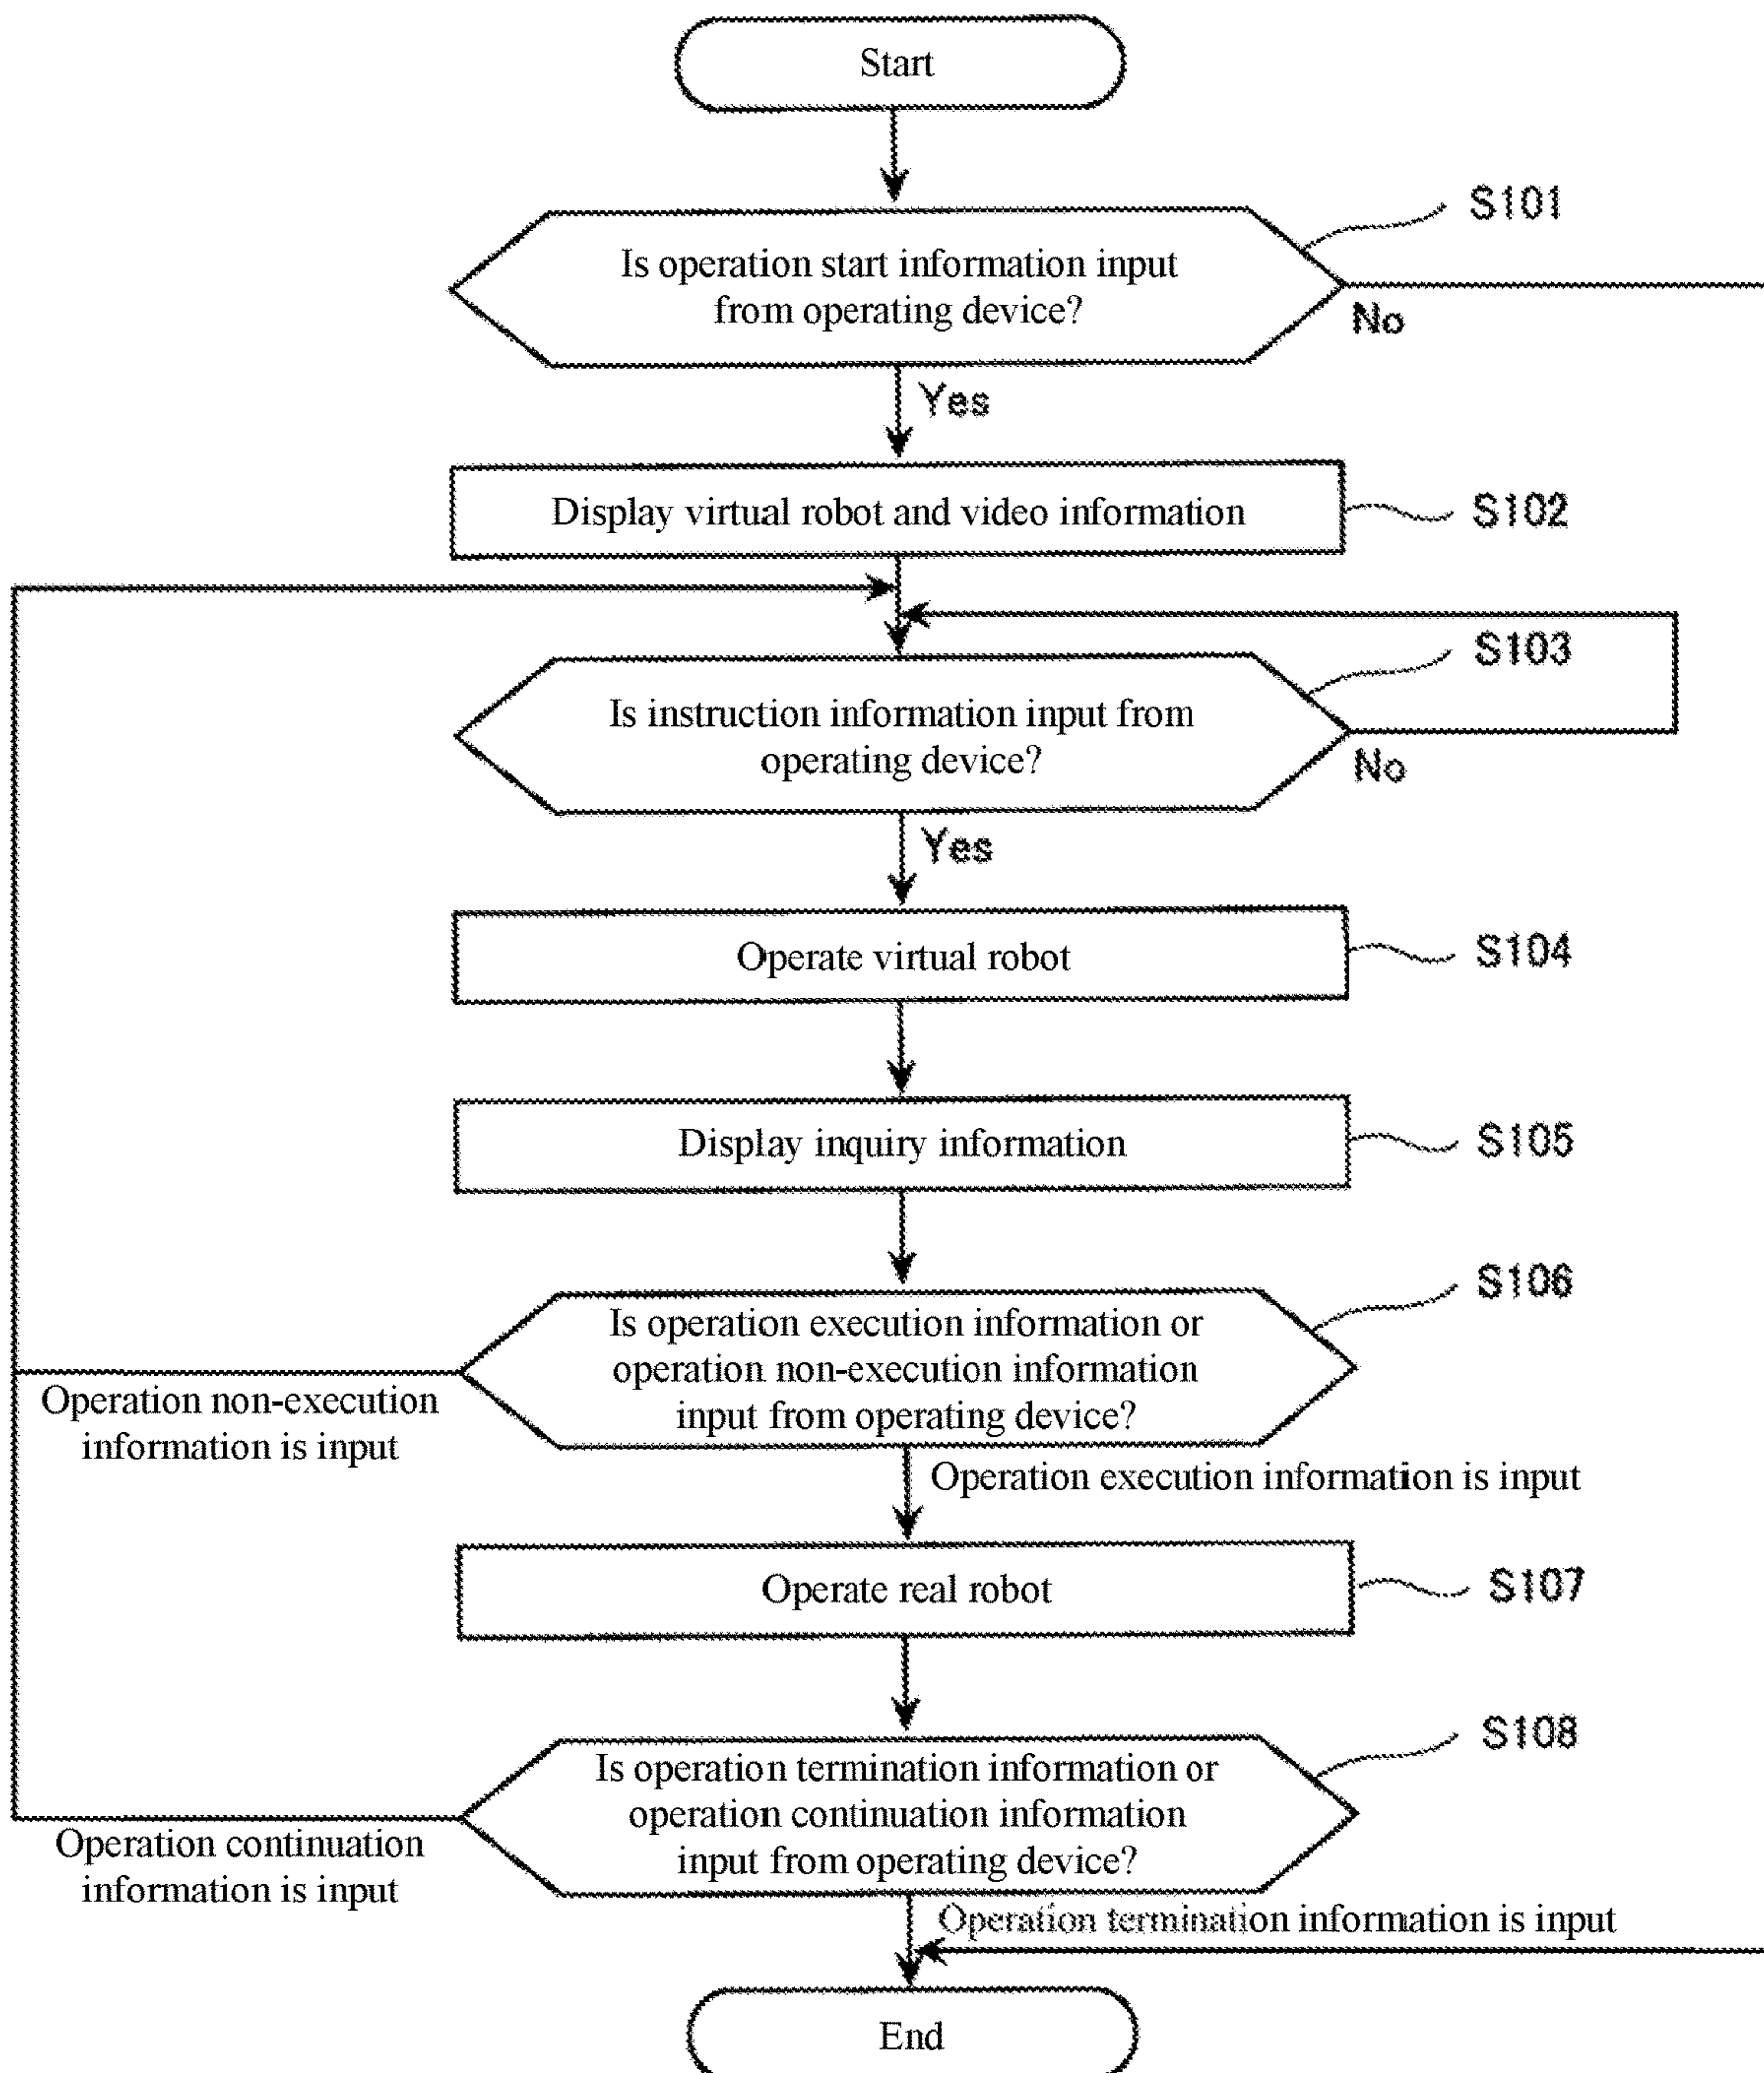 Start
S101
Is operation start information input
from operating device?
No
Yes
Display virtual robot and video information
S102
S103
Is instruction information input from
operating device?
No
Yes
Operate virtual robot
S104
Display inquiry information
S105
S106
Is operation execution information or
operation non-execution information
input from operating device?
Operation non-execution
information is input
Operation execution information is input
Operate real robot
S107
S108
Is operation termination information or
operation continuation information
input from operating device?
Operation continuation
information is input
Operation termination information is input
End